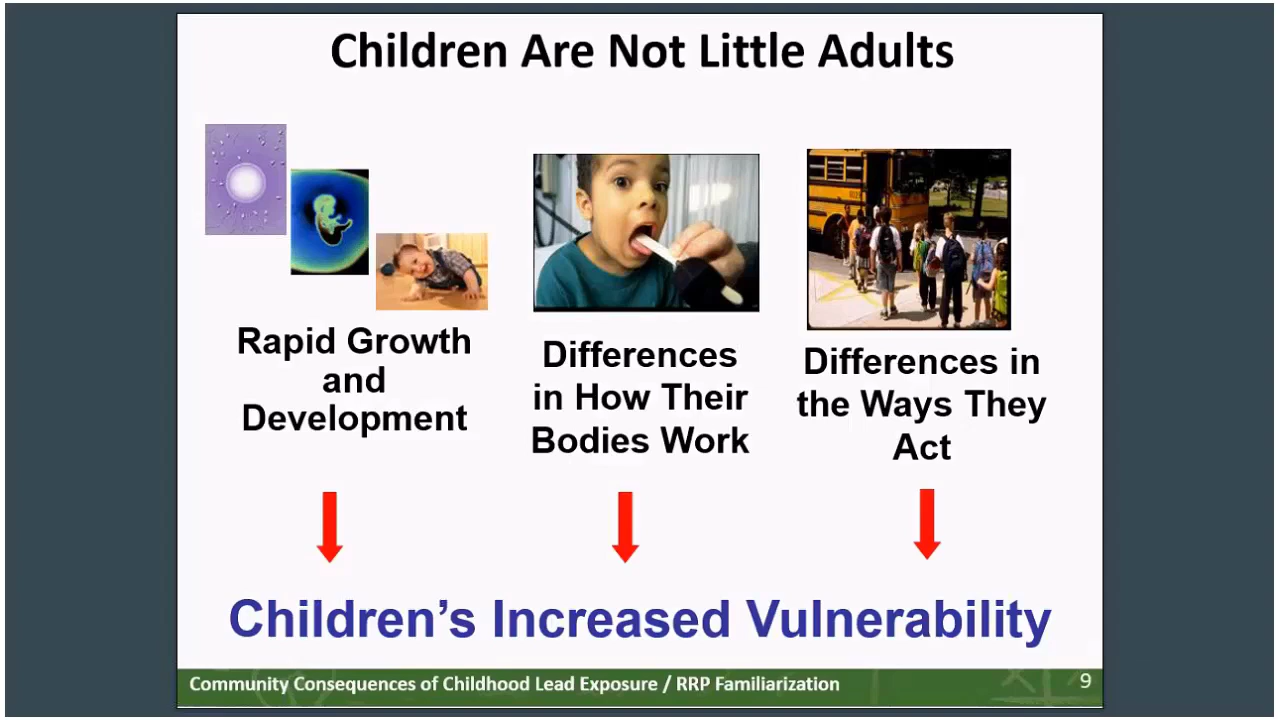 Children Are Not Little Adults
Rapid Growth
and
Development
Differences
in How Their
Bodies Work
Differences in
the Ways They
Act
Children’s Increased Vulnerability
Community Consequences of Childhood Lead Exposure / RRP Familiarization
9